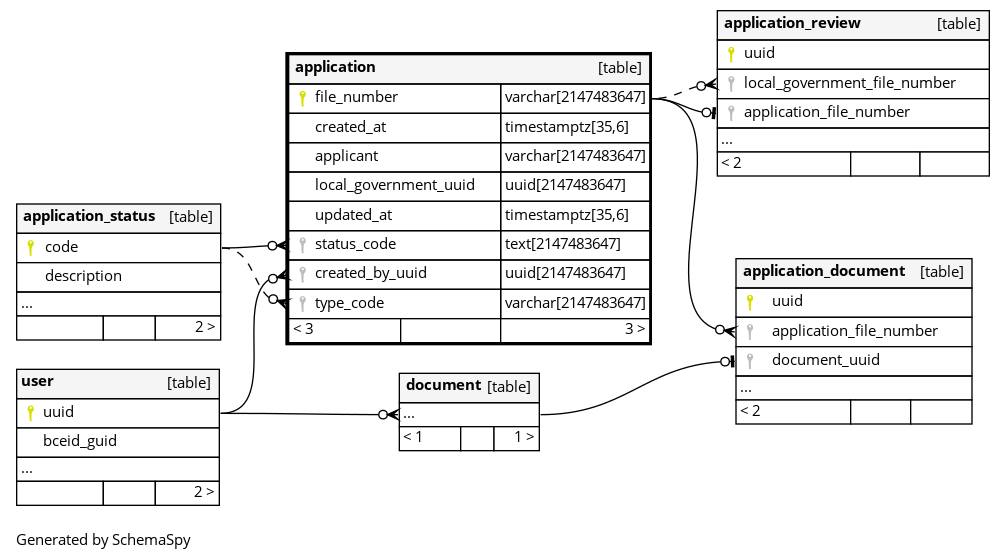 application_review [table]
uuid
local_government_file_number
application_file_number
...
< 2
application [table]
file_number varchar[2147483647]
created_at timestamptz[35,6]
applicant varchar[2147483647]
local_government_uuid uuid[2147483647]
updated_at timestamptz[35,6]
status_code text[2147483647]
created_by_uuid uuid[2147483647]
type_code varchar[2147483647]
< 3 3 >
application_status [table]
code
description
...
2 >
application_document [table]
uuid
application_file_number
document_uuid
...
< 2
user [table]
uuid
bceid_guid
...
2 >
document [table]
...
< 1 1 >
Generated by SchemaSpy